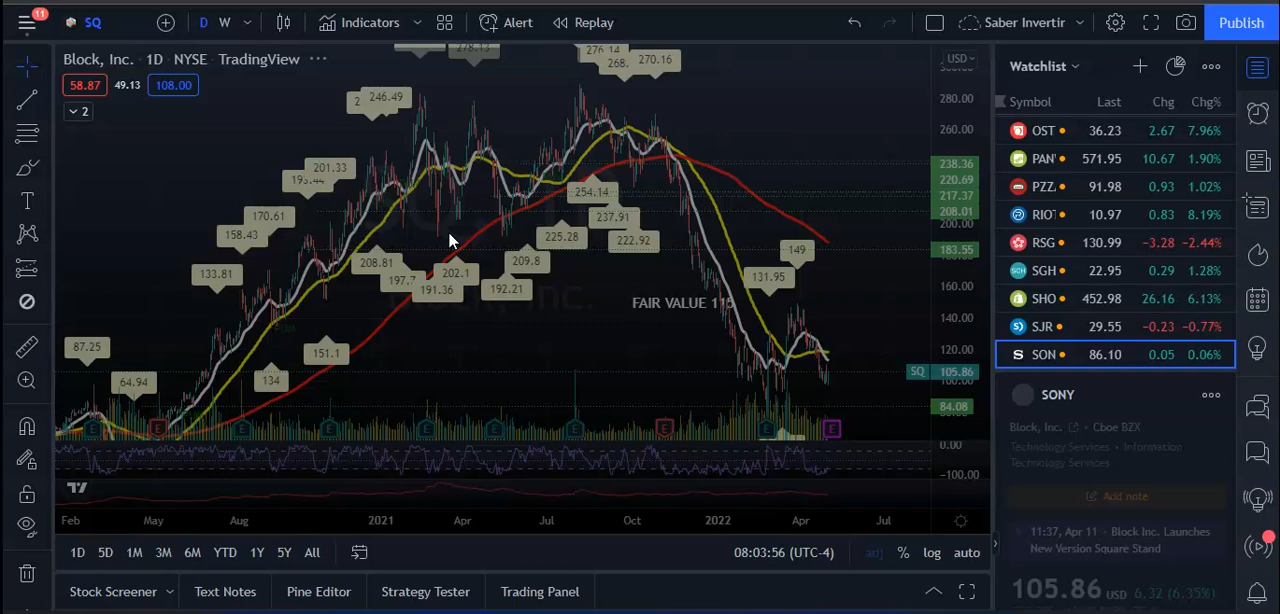 11
SQ
D
W
Indicators
Alert
Replay
Saber Invertir
Publish
Block, Inc. · 1D · NYSE · TradingView ···
58.87
49.13
108.00
2
USD
278.13
276.14
268.
270.16
246.49
201.33
193.44
170.61
158.43
133.81
87.25
64.94
134
151.1
208.81
191.36
202.1
192.21
209.8
225.28
254.14
237.91
222.92
131.95
149
FAIR VALUE 115
280.00
260.00
238.36
220.69
217.37
208.01
200.00
183.55
160.00
140.00
120.00
SQ 105.86
100.00
84.08
0.00
−100.00
E E E E E E E E E E
Feb May Aug 2021 Apr Jul Oct 2022 Apr Jul
1D 5D 1M 3M 6M YTD 1Y 5Y All
08:03:56 (UTC-4)
adj % log auto
Stock Screener Text Notes Pine Editor Strategy Tester Trading Panel
Watchlist
Symbol Last Chg Chg%
OST 36.23 2.67 7.96%
PAN 571.95 10.67 1.90%
PZZ 91.98 0.93 1.02%
RIOT 10.97 0.83 8.19%
RSG 130.99 −3.28 −2.44%
SGH 22.95 0.29 1.28%
SHO 452.98 26.16 6.13%
SJR 29.55 −0.23 −0.77%
SON 86.10 0.05 0.06%
SONY
Block, Inc. · Cboe BZX
Technology Services · Information
Technology Services
Add note
11:37, Apr 11 · Block Inc. Launches
New Version Square Stand
105.86 USD 6.32 (6.35%)